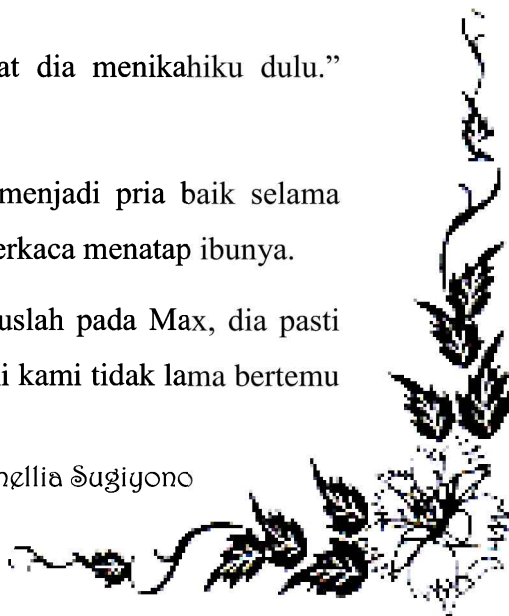 at dia menikahiku dulu.”
menjadi pria baik selama
erkaca menatap ibunya.
uslah pada Max, dia pasti
i kami tidak lama bertemu
nellia Sugiyono